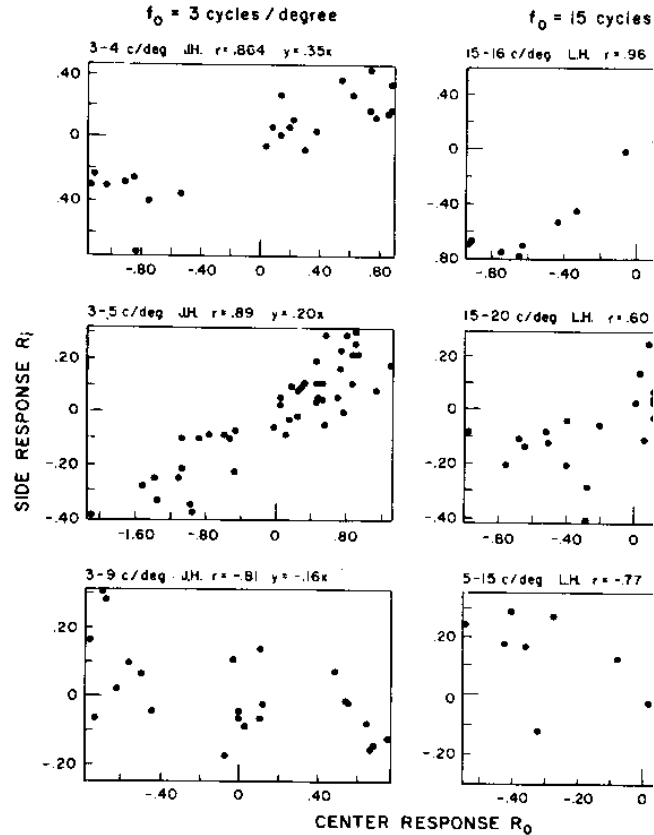 f₀ = 3 cycles/degree
f₀ = 15 cycles
3-4 c/deg J.H. r=.864 y=.35x
15-16 c/deg L.H. r=.96
.40
0
.40
-.80 -.40 0 .40 .80
.40
0
-.40
.80
-.80 -.40 0
3-5 c/deg J.H. r=.89 y=.20x
15-20 c/deg L.H. r=.60
.20
0
-.20
-.40
-1.60 -.80 0 .80
.20
0
-.20
-.40
-.80 -.40 0
SIDE RESPONSE Rᵢ
3-9 c/deg J.H. r=-.81 y=-.16x
5-15 c/deg L.H. r=-.77
.20
0
-.20
-.40 0 .40
.20
0
-.20
-.40 0
CENTER RESPONSE R₀